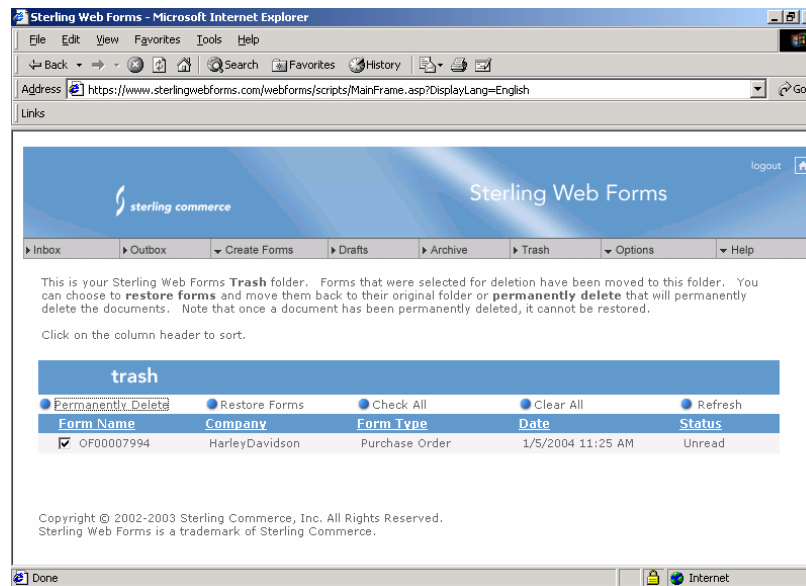 Sterling Web Forms - Microsoft Internet Explorer
File Edit View Favorites Tools Help
Back Search Favorites History
Address https://www.sterlingwebforms.com/webforms/scripts/MainFrame.asp?DisplayLang=English Go
Links
logout
sterling commerce
Sterling Web Forms
Inbox Outbox Create Forms Drafts Archive Trash Options Help
This is your Sterling Web Forms Trash folder. Forms that were selected for deletion have been moved to this folder. You
can choose to restore forms and move them back to their original folder or permanently delete that will permanently
delete the documents. Note that once a document has been permanently deleted, it cannot be restored.
Click on the column header to sort.
trash
Permanently Delete Restore Forms Check All Clear All Refresh
Form Name Company Form Type Date Status
OF00007994 HarleyDavidson Purchase Order 1/5/2004 11:25 AM Unread
Copyright © 2002-2003 Sterling Commerce, Inc. All Rights Reserved.
Sterling Web Forms is a trademark of Sterling Commerce.
Done Internet